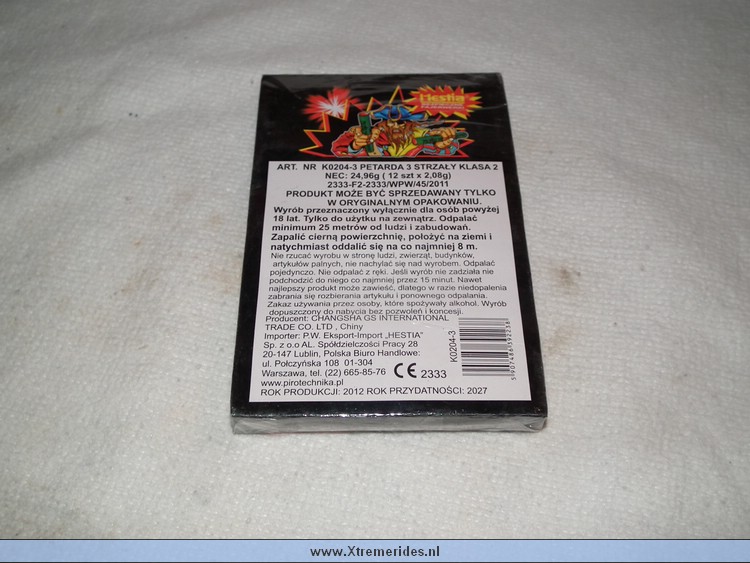 Hestia
ART. NR K0204-3 PETARDA 3 STRZAŁY KLASA 2
NEC: 24,96g ( 12 szt x 2,08g)
2333-F2-2333/WPW/45/2011
PRODUKT MOŻE BYĆ SPRZEDAWANY TYLKO
W ORYGINALNYM OPAKOWANIU.
Wyrób przeznaczony wyłącznie dla osób powyżej
18 lat. Tylko do użytku na zewnątrz. Odpalać
minimum 25 metrów od ludzi i zabudowań.
Zapalić cierną powierzchnię, położyć na ziemi i
natychmiast oddalić się na co najmniej 8 m.
Nie rzucać wyrobu w stronę ludzi, zwierząt, budynków,
artykułów palnych, nie nachylać się nad wyrobem. Odpalać
pojedynczo. Nie odpalać z ręki. Jeśli wyrób nie zadziała nie
podchodzić do niego co najmniej przez 15 minut. Nawet
najlepszy produkt może zawieść, dlatego w razie niedopalenia
zabrania się rozbierania artykułu i ponownego odpalania.
Zakaz używania przez osoby, które spożywały alkohol. Wyrób
dopuszczony do nabycia bez pozwoleń i koncesji.
Producent: CHANGSHA GS INTERNATIONAL
TRADE CO. LTD , Chiny
Importer: P.W. Eksport-Import „HESTIA”
Sp. z o.o AL. Spółdzielczości Pracy 28
20-147 Lublin, Polska Biuro Handlowe:
ul. Połczyńska 108 01-304
Warszawa, tel. (22) 665-85-76
CE 2333
www.pirotechnika.pl
ROK PRODUKCJI: 2012 ROK PRZYDATNOŚCI: 2027
K0204-3
5907488392238
www.Xtremerides.nl